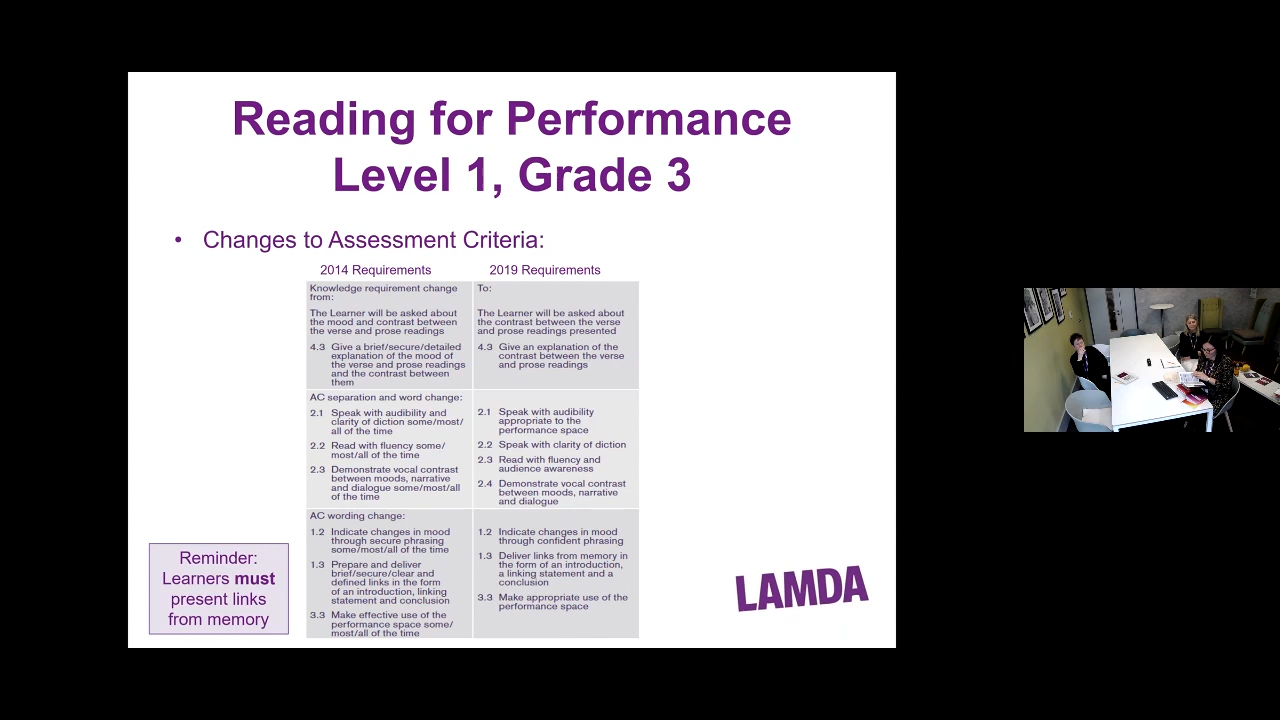 Reading for Performance
Level 1, Grade 3
• Changes to Assessment Criteria:
2014 Requirements
2019 Requirements
Knowledge requirement change
from:
The Learner will be asked about
the mood and contrast between
the verse and prose readings
4.3 Give a brief/secure/detailed
explanation of the mood of
the verse and prose readings
and the contrast between
them
To:
The Learner will be asked about
the contrast between the verse
and prose readings presented
4.3 Give an explanation of the
contrast between the verse
and prose readings
AC separation and word change:
2.1 Speak with audibility and
clarity of diction some/most/
all of the time
2.2 Read with fluency some/
most/all of the time
2.3 Demonstrate vocal contrast
between moods, narrative
and dialogue some/most/all
of the time
2.1 Speak with audibility
appropriate to the
performance space
2.2 Speak with clarity of diction
2.3 Read with fluency and
audience awareness
2.4 Demonstrate vocal contrast
between moods, narrative
and dialogue
AC wording change:
1.2 Indicate changes in mood
through secure phrasing
some/most/all of the time
1.3 Prepare and deliver
brief/secure/clear and
defined links in the form
of an introduction, linking
statement and conclusion
3.3 Make effective use of the
performance space some/
most/all of the time
1.2 Indicate changes in mood
through confident phrasing
1.3 Deliver links from memory in
the form of an introduction,
a linking statement and a
conclusion
3.3 Make appropriate use of the
performance space
Reminder:
Learners must
present links
from memory
LAMDA